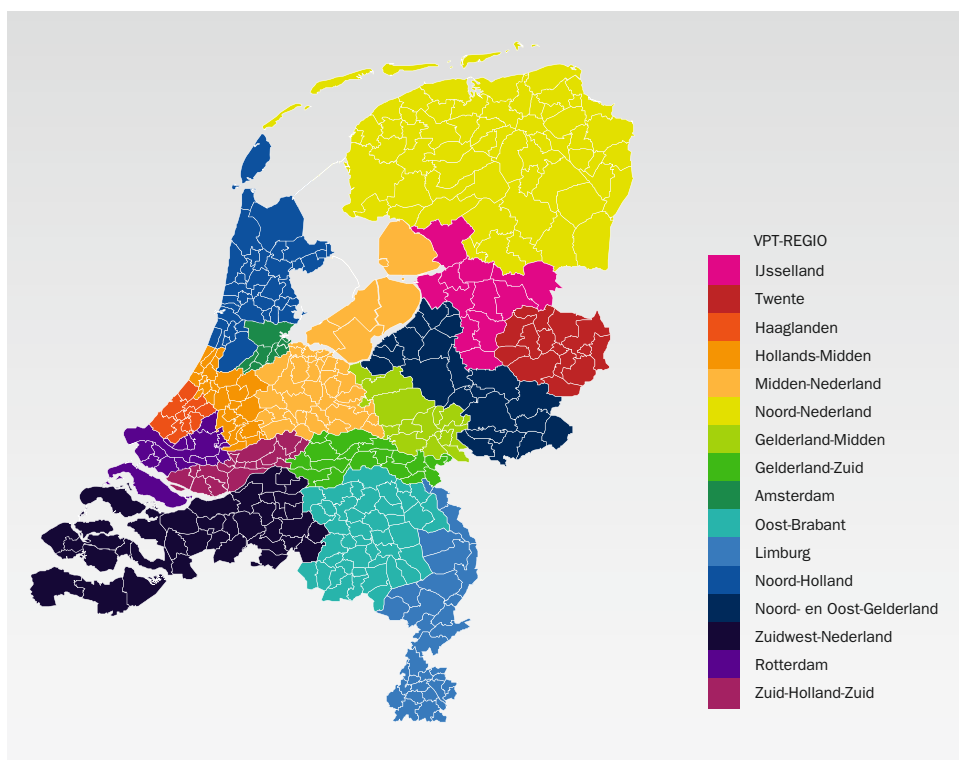 VPT-REGIO
IJsselland
Twente
Haaglanden
Hollands-Midden
Midden-Nederland
Noord-Nederland
Gelderland-Midden
Gelderland-Zuid
Amsterdam
Oost-Brabant
Limburg
Noord-Holland
Noord- en Oost-Gelderland
Zuidwest-Nederland
Rotterdam
Zuid-Holland-Zuid